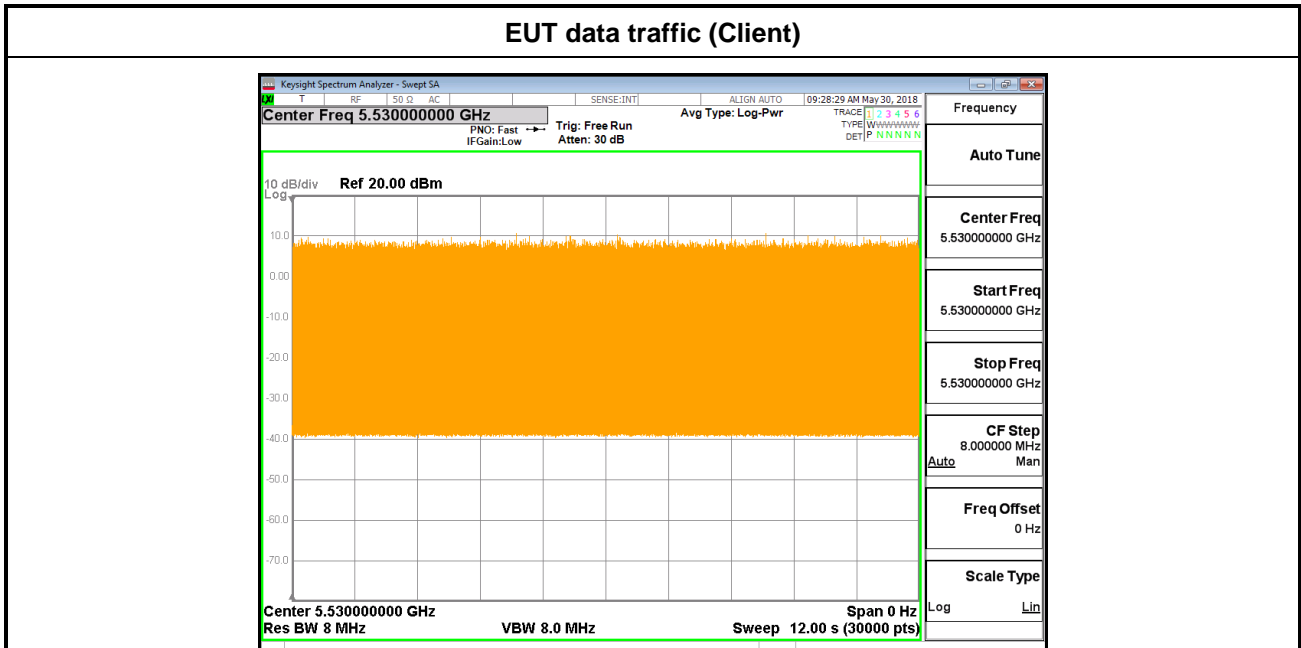 EUT data traffic (Client)
Keysight Spectrum Analyzer - Swept SA
LXI T RF 50 Ω AC SENSE:INT ALIGN AUTO 09:28:29 AM May 30, 2018
Center Freq 5.530000000 GHz
PNO: Fast
IFGain:Low
Trig: Free Run
Atten: 30 dB
Avg Type: Log-Pwr
TRACE 1 2 3 4 5 6
TYPE WWWWWW
DET P N N N N N
Frequency
Auto Tune
Center Freq
5.530000000 GHz
Start Freq
5.530000000 GHz
Stop Freq
5.530000000 GHz
CF Step
8.000000 MHz
Auto Man
Freq Offset
0 Hz
Scale Type
Log Lin
10 dB/div Ref 20.00 dBm
Log
10.0
0.00
-10.0
-20.0
-30.0
-40.0
-50.0
-60.0
-70.0
Center 5.530000000 GHz Span 0 Hz
Res BW 8 MHz VBW 8.0 MHz Sweep 12.00 s (30000 pts)